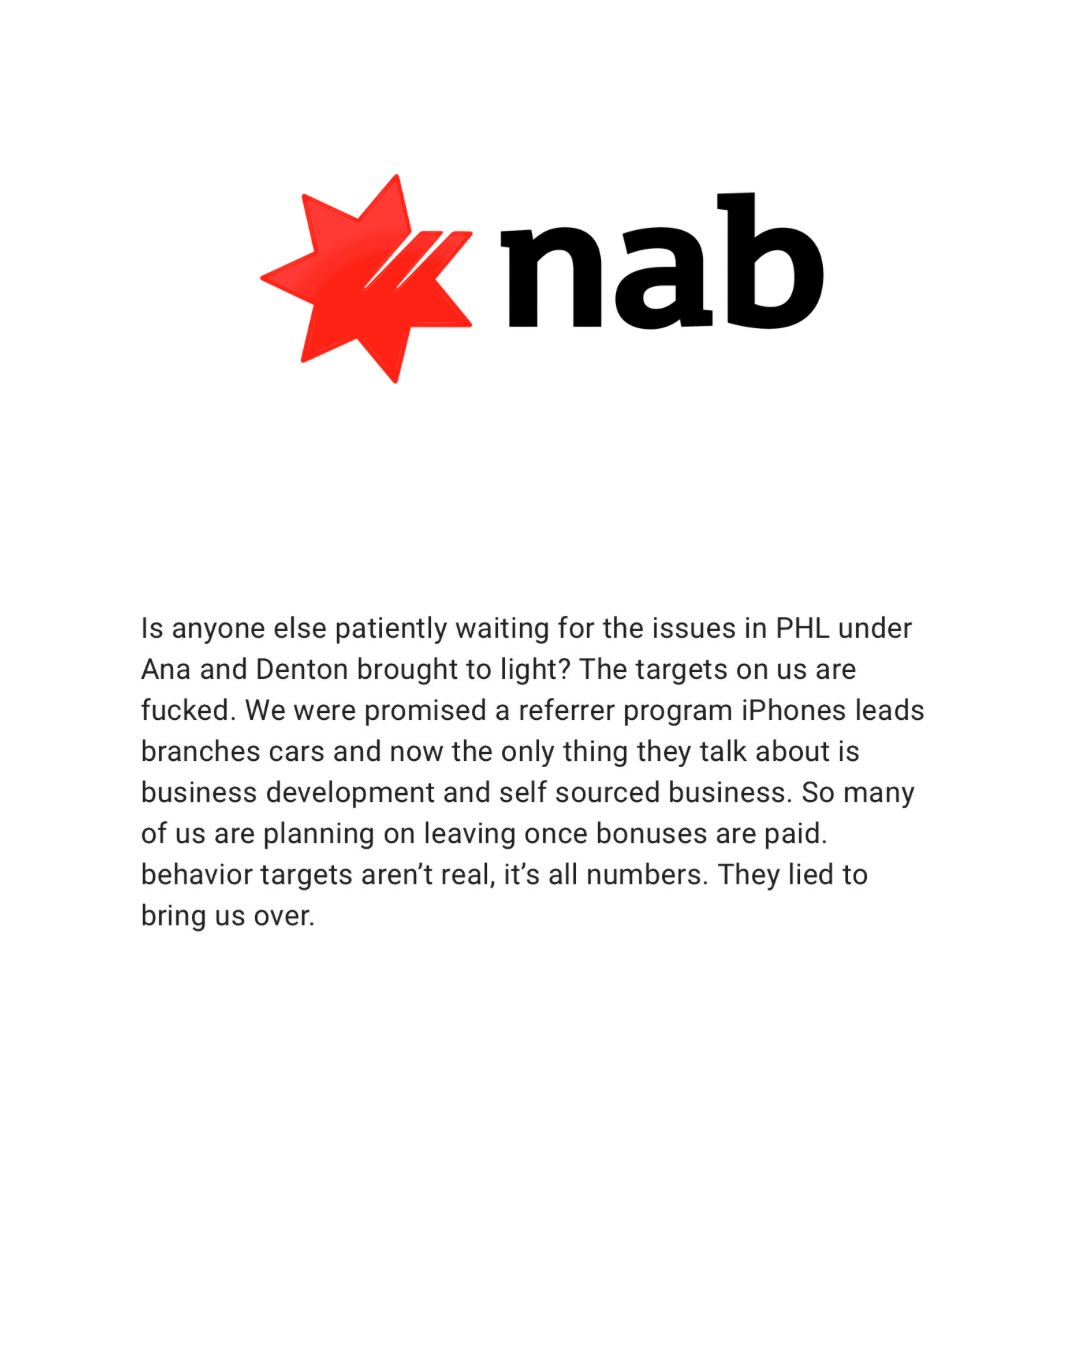 nab
Is anyone else patiently waiting for the issues in PHL under
Ana and Denton brought to light? The targets on us are
fucked. We were promised a referrer program iPhones leads
branches cars and now the only thing they talk about is
business development and self sourced business. So many
of us are planning on leaving once bonuses are paid.
behavior targets aren’t real, it’s all numbers. They lied to
bring us over.